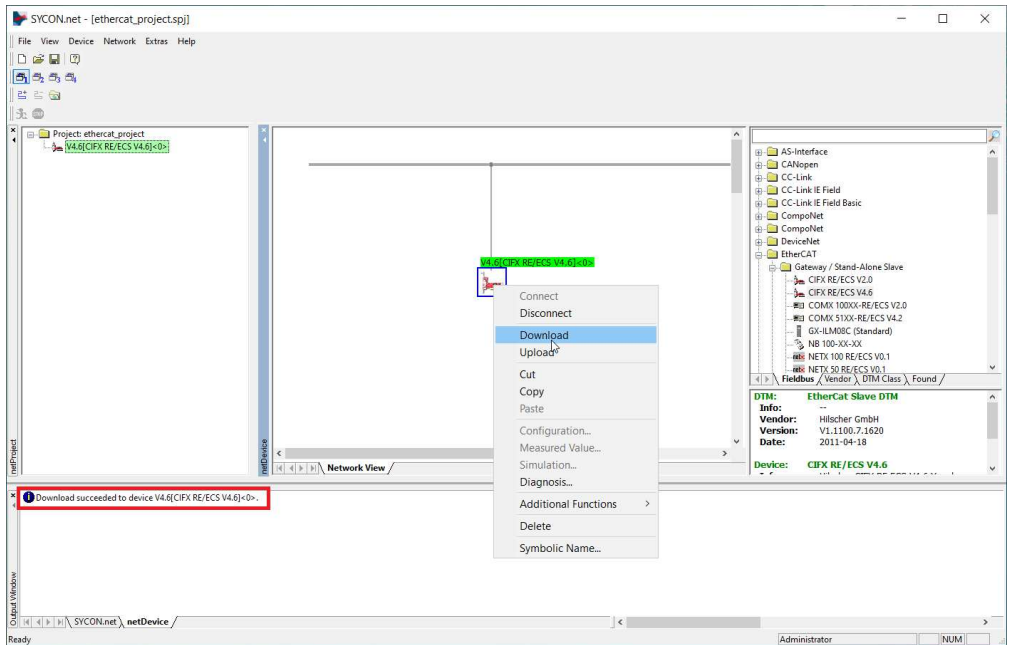 SYCON.net - [ethercat_project.spj]
File View Device Network Extras Help
Project: ethercat_project
V4.6[CIFX RE/ECS V4.6]<0>
netProject
netDevice
V4.6[CIFX RE/ECS V4.6]<0>
Network View
Connect
Disconnect
Download
Upload
Cut
Copy
Paste
Configuration...
Measured Value...
Simulation...
Diagnosis...
Additional Functions
Delete
Symbolic Name...
AS-Interface
CANopen
CC-Link
CC-Link IE Field
CC-Link IE Field Basic
CompoNet
CompoNet
DeviceNet
EtherCAT
Gateway / Stand-Alone Slave
CIFX RE/ECS V2.0
CIFX RE/ECS V4.6
COMX 100XX-RE/ECS V2.0
COMX 51XX-RE/ECS V4.2
GX-ILM08C (Standard)
NB 100-XX-XX
NETX 100 RE/ECS V0.1
NETX 50 RE/ECS V0.1
Fieldbus Vendor DTM Class Found
DTM: EtherCat Slave DTM
Info: --
Vendor: Hilscher GmbH
Version: V1.1100.7.1620
Date: 2011-04-18
Device: CIFX RE/ECS V4.6
Download succeeded to device V4.6[CIFX RE/ECS V4.6]<0>.
Output Window
SYCON.net netDevice
Ready Administrator NUM